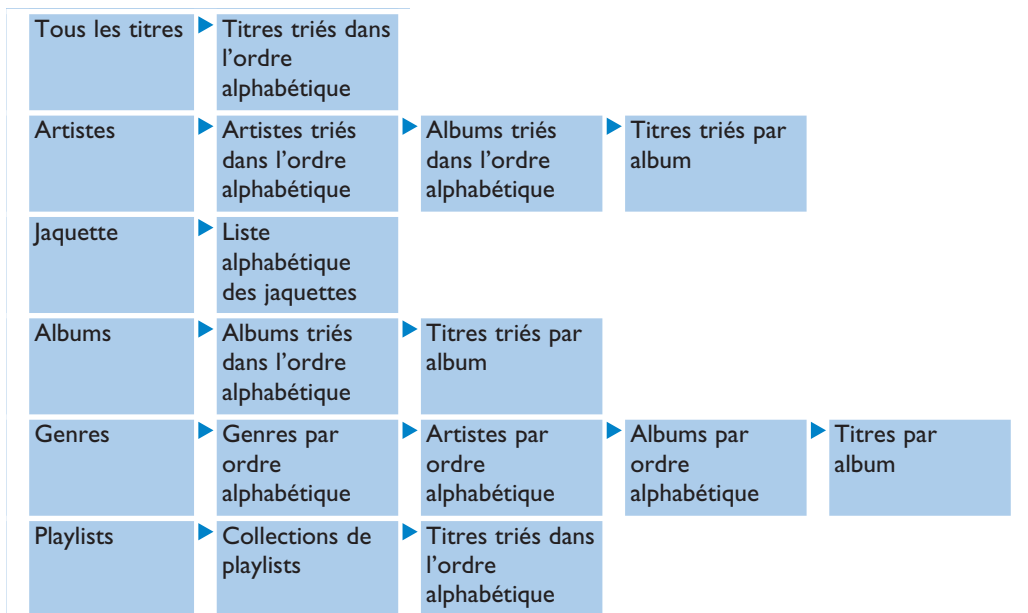 Tous les titres
Titres triés dans
l'ordre
alphabétique
Artistes
Artistes triés
dans l'ordre
alphabétique
Albums triés
dans l'ordre
alphabétique
Titres triés par
album
Jaquette
Liste
alphabétique
des jaquettes
Albums
Albums triés
dans l'ordre
alphabétique
Titres triés par
album
Genres
Genres par
ordre
alphabétique
Artistes par
ordre
alphabétique
Albums par
ordre
alphabétique
Titres par
album
Playlists
Collections de
playlists
Titres triés dans
l'ordre
alphabétique